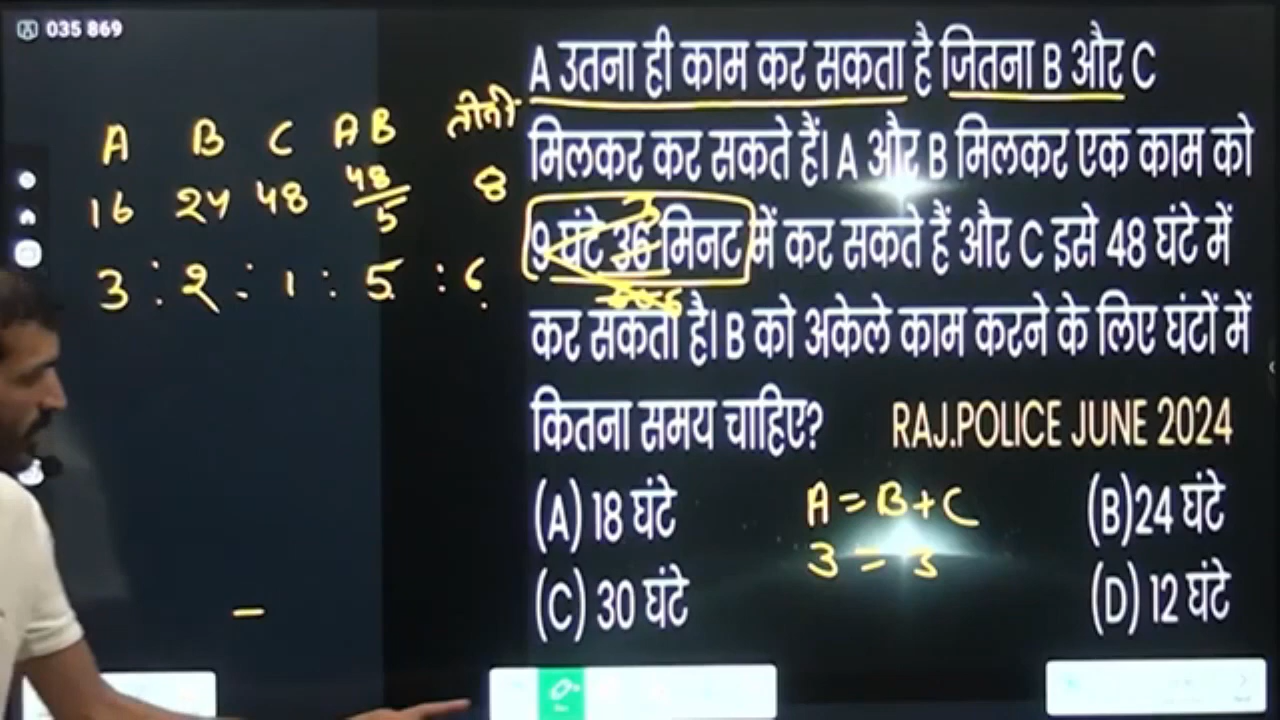 035 869
A उतना ही काम कर सकता है जितना B और C
मिलकर कर सकते हैं। A और B मिलकर एक काम को
9 घंटे 36 मिनट में कर सकते हैं और C इसे 48 घंटे में
कर सकता है। B को अकेले काम करने के लिए घंटों में
कितना समय चाहिए? RAJ.POLICE JUNE 2024
(A) 18 घंटे (B)24 घंटे
(C) 30 घंटे (D) 12 घंटे
A = B + C
3 = 3
A B C AB तीनों
16 24 48 48/5 8
3 : 2 : 1 : 5 : 6
3